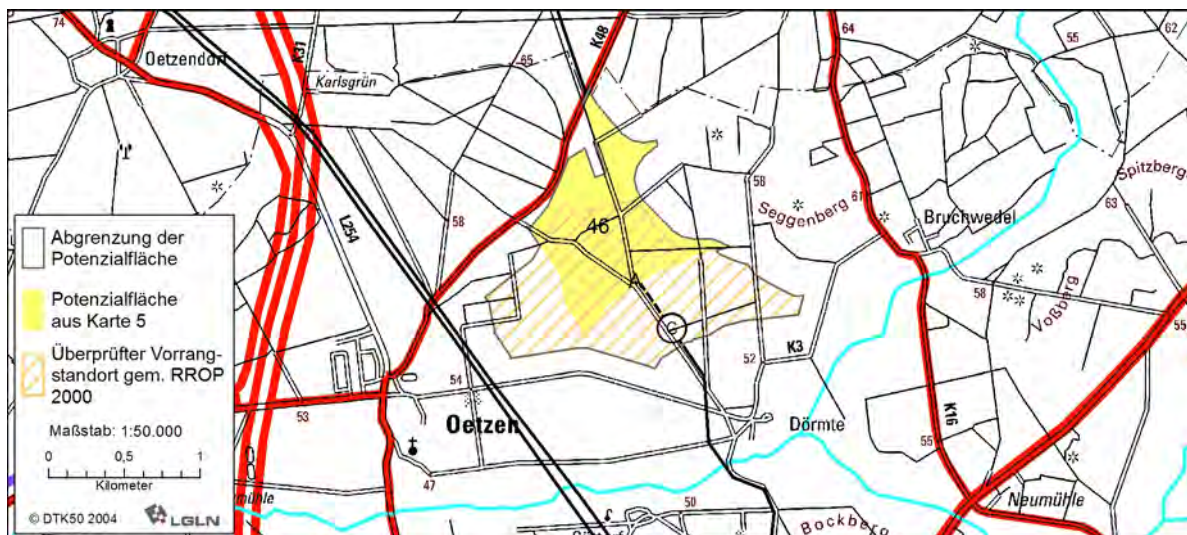 74
Oetzendorf
K31
Karlsgrün
65
K48
64
55
62
58
58
46
Seggenberg
61
Bruchwedel
Spitzberg
63
L254
58
Voßberg
55
G
52
K3
54
53
Oetzen
Dörmte
K16
55
47
50
Neumühle
Bockberg
Abgrenzung der
Potenzialfläche
Potenzialfläche
aus Karte 5
Überprüfter Vorrang-
standort gem. RROP
2000
Maßstab: 1:50.000
0 0,5 1
Kilometer
© DTK50 2004 LGLN